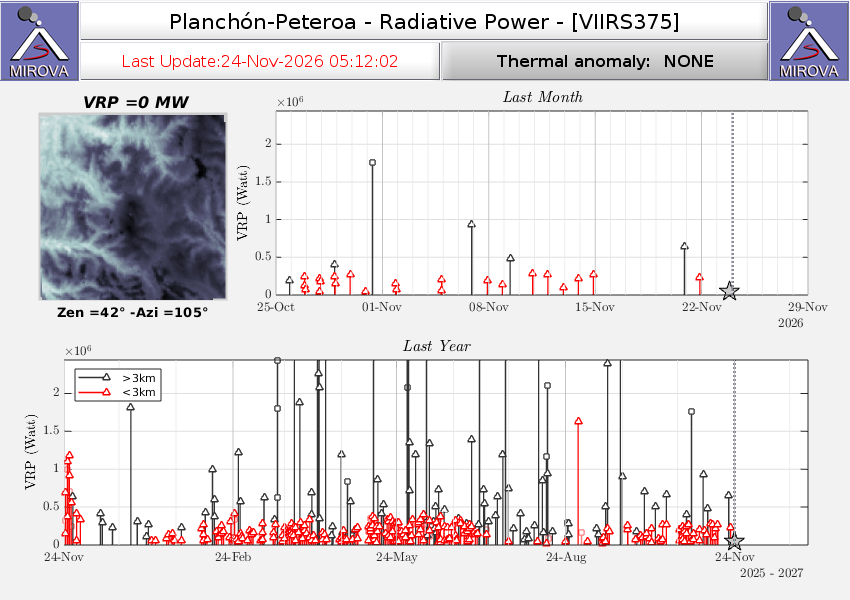 Planchón-Peteroa - Radiative Power - [VIIRS375]
MIROVA
Last Update:24-Nov-2026 05:12:02
Thermal anomaly: NONE
MIROVA
VRP =0 MW
Zen =42° -Azi =105°
Last Month
×10⁶
VRP (Watt)
2
1.5
1
0.5
0
25-Oct 01-Nov 08-Nov 15-Nov 22-Nov 29-Nov
2026
Last Year
×10⁶
VRP (Watt)
>3km
<3km
2
1.5
1
0.5
0
24-Nov 24-Feb 24-May 24-Aug 24-Nov
2025 - 2027